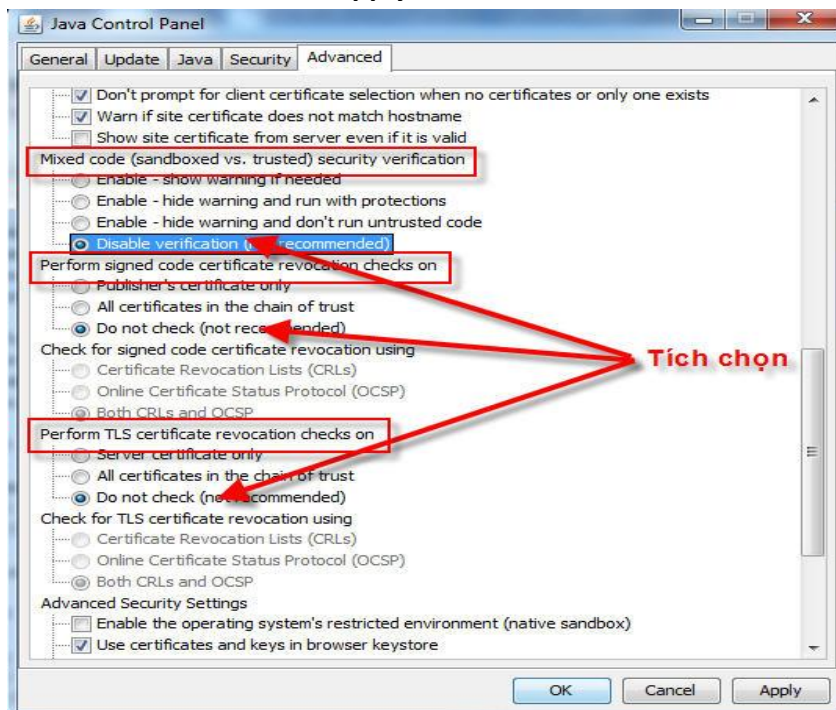 Java Control Panel
General Update Java Security Advanced
Don't prompt for client certificate selection when no certificates or only one exists
Warn if site certificate does not match hostname
Show site certificate from server even if it is valid
Mixed code (sandboxed vs. trusted) security verification
Enable - show warning if needed
Enable - hide warning and run with protections
Enable - hide warning and don't run untrusted code
Disable verification (not recommended)
Perform signed code certificate revocation checks on
Publisher's certificate only
All certificates in the chain of trust
Do not check (not recommended)
Check for signed code certificate revocation using
Tích chọn
Certificate Revocation Lists (CRLs)
Online Certificate Status Protocol (OCSP)
Both CRLs and OCSP
Perform TLS certificate revocation checks on
Server certificate only
All certificates in the chain of trust
Do not check (not recommended)
Check for TLS certificate revocation using
Certificate Revocation Lists (CRLs)
Online Certificate Status Protocol (OCSP)
Both CRLs and OCSP
Advanced Security Settings
Enable the operating system's restricted environment (native sandbox)
Use certificates and keys in browser keystore
OK Cancel Apply